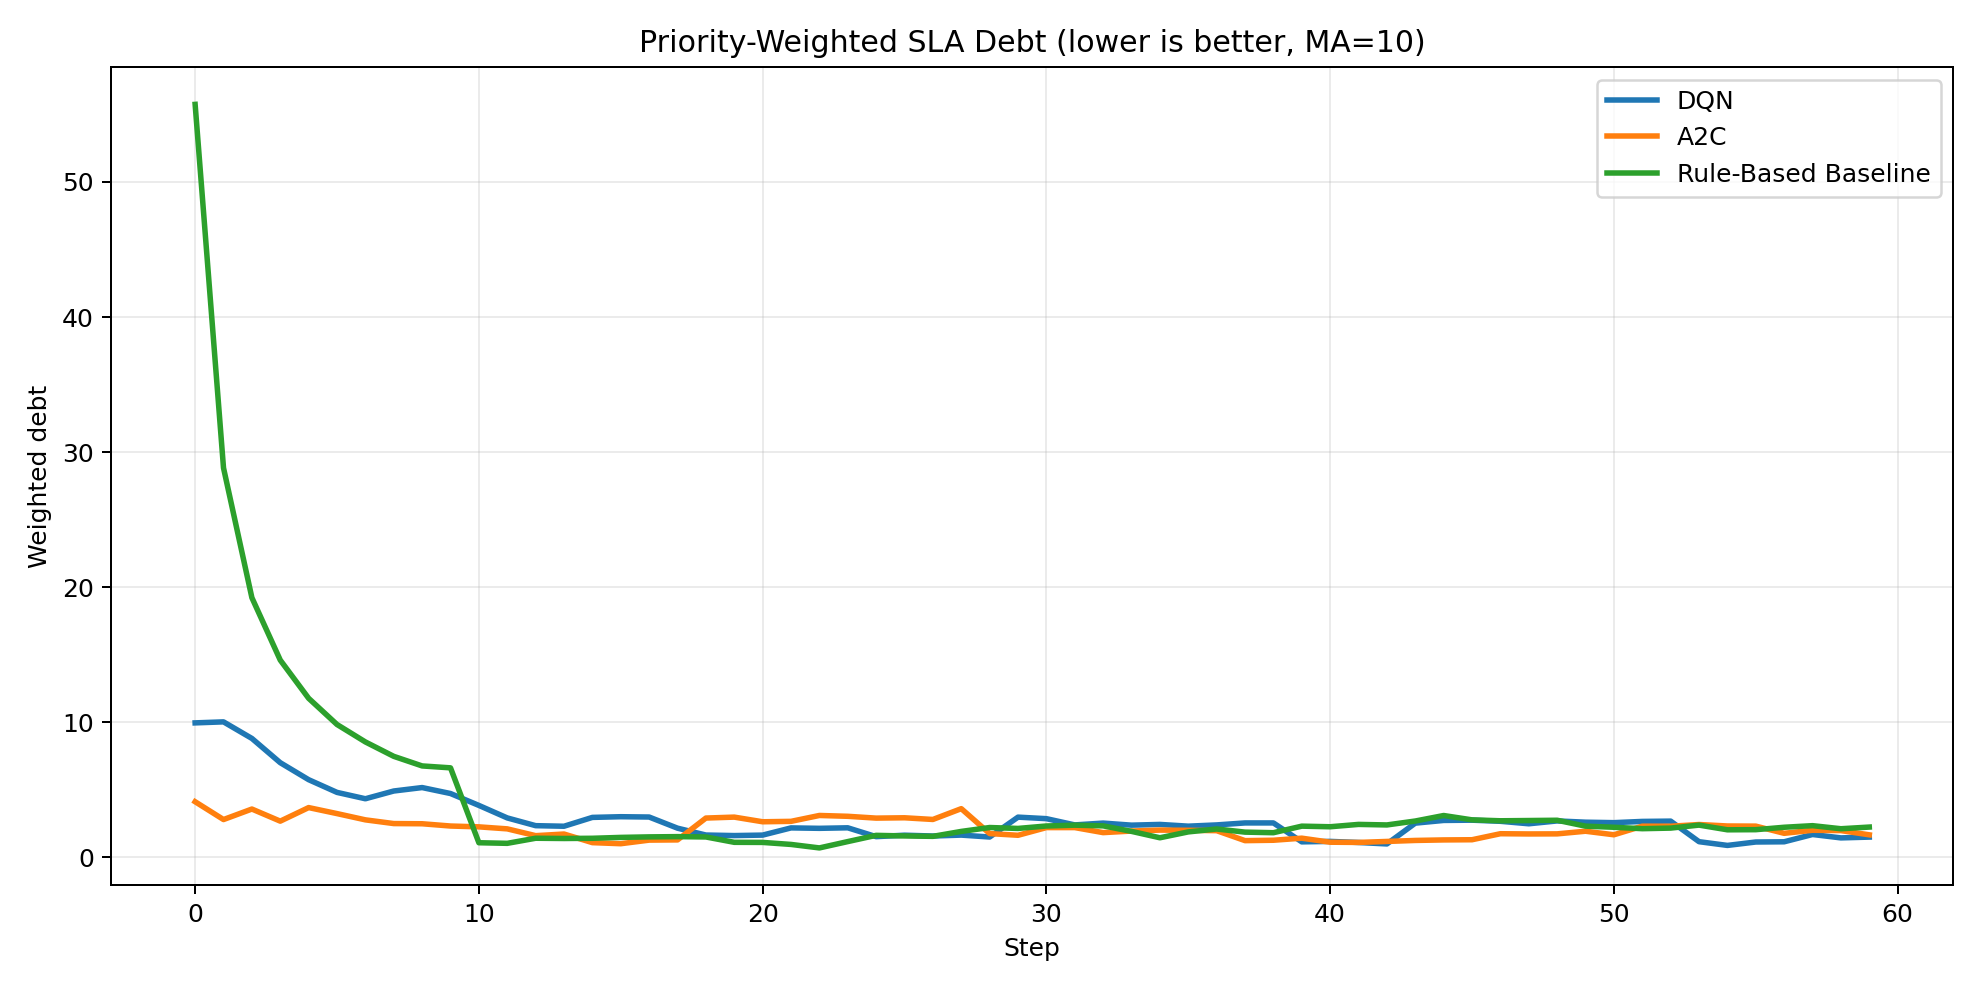 Priority-Weighted SLA Debt (lower is better, MA=10)
DQN
A2C
Rule-Based Baseline
Weighted debt
50
40
30
20
10
0
0 10 20 30 40 50 60
Step